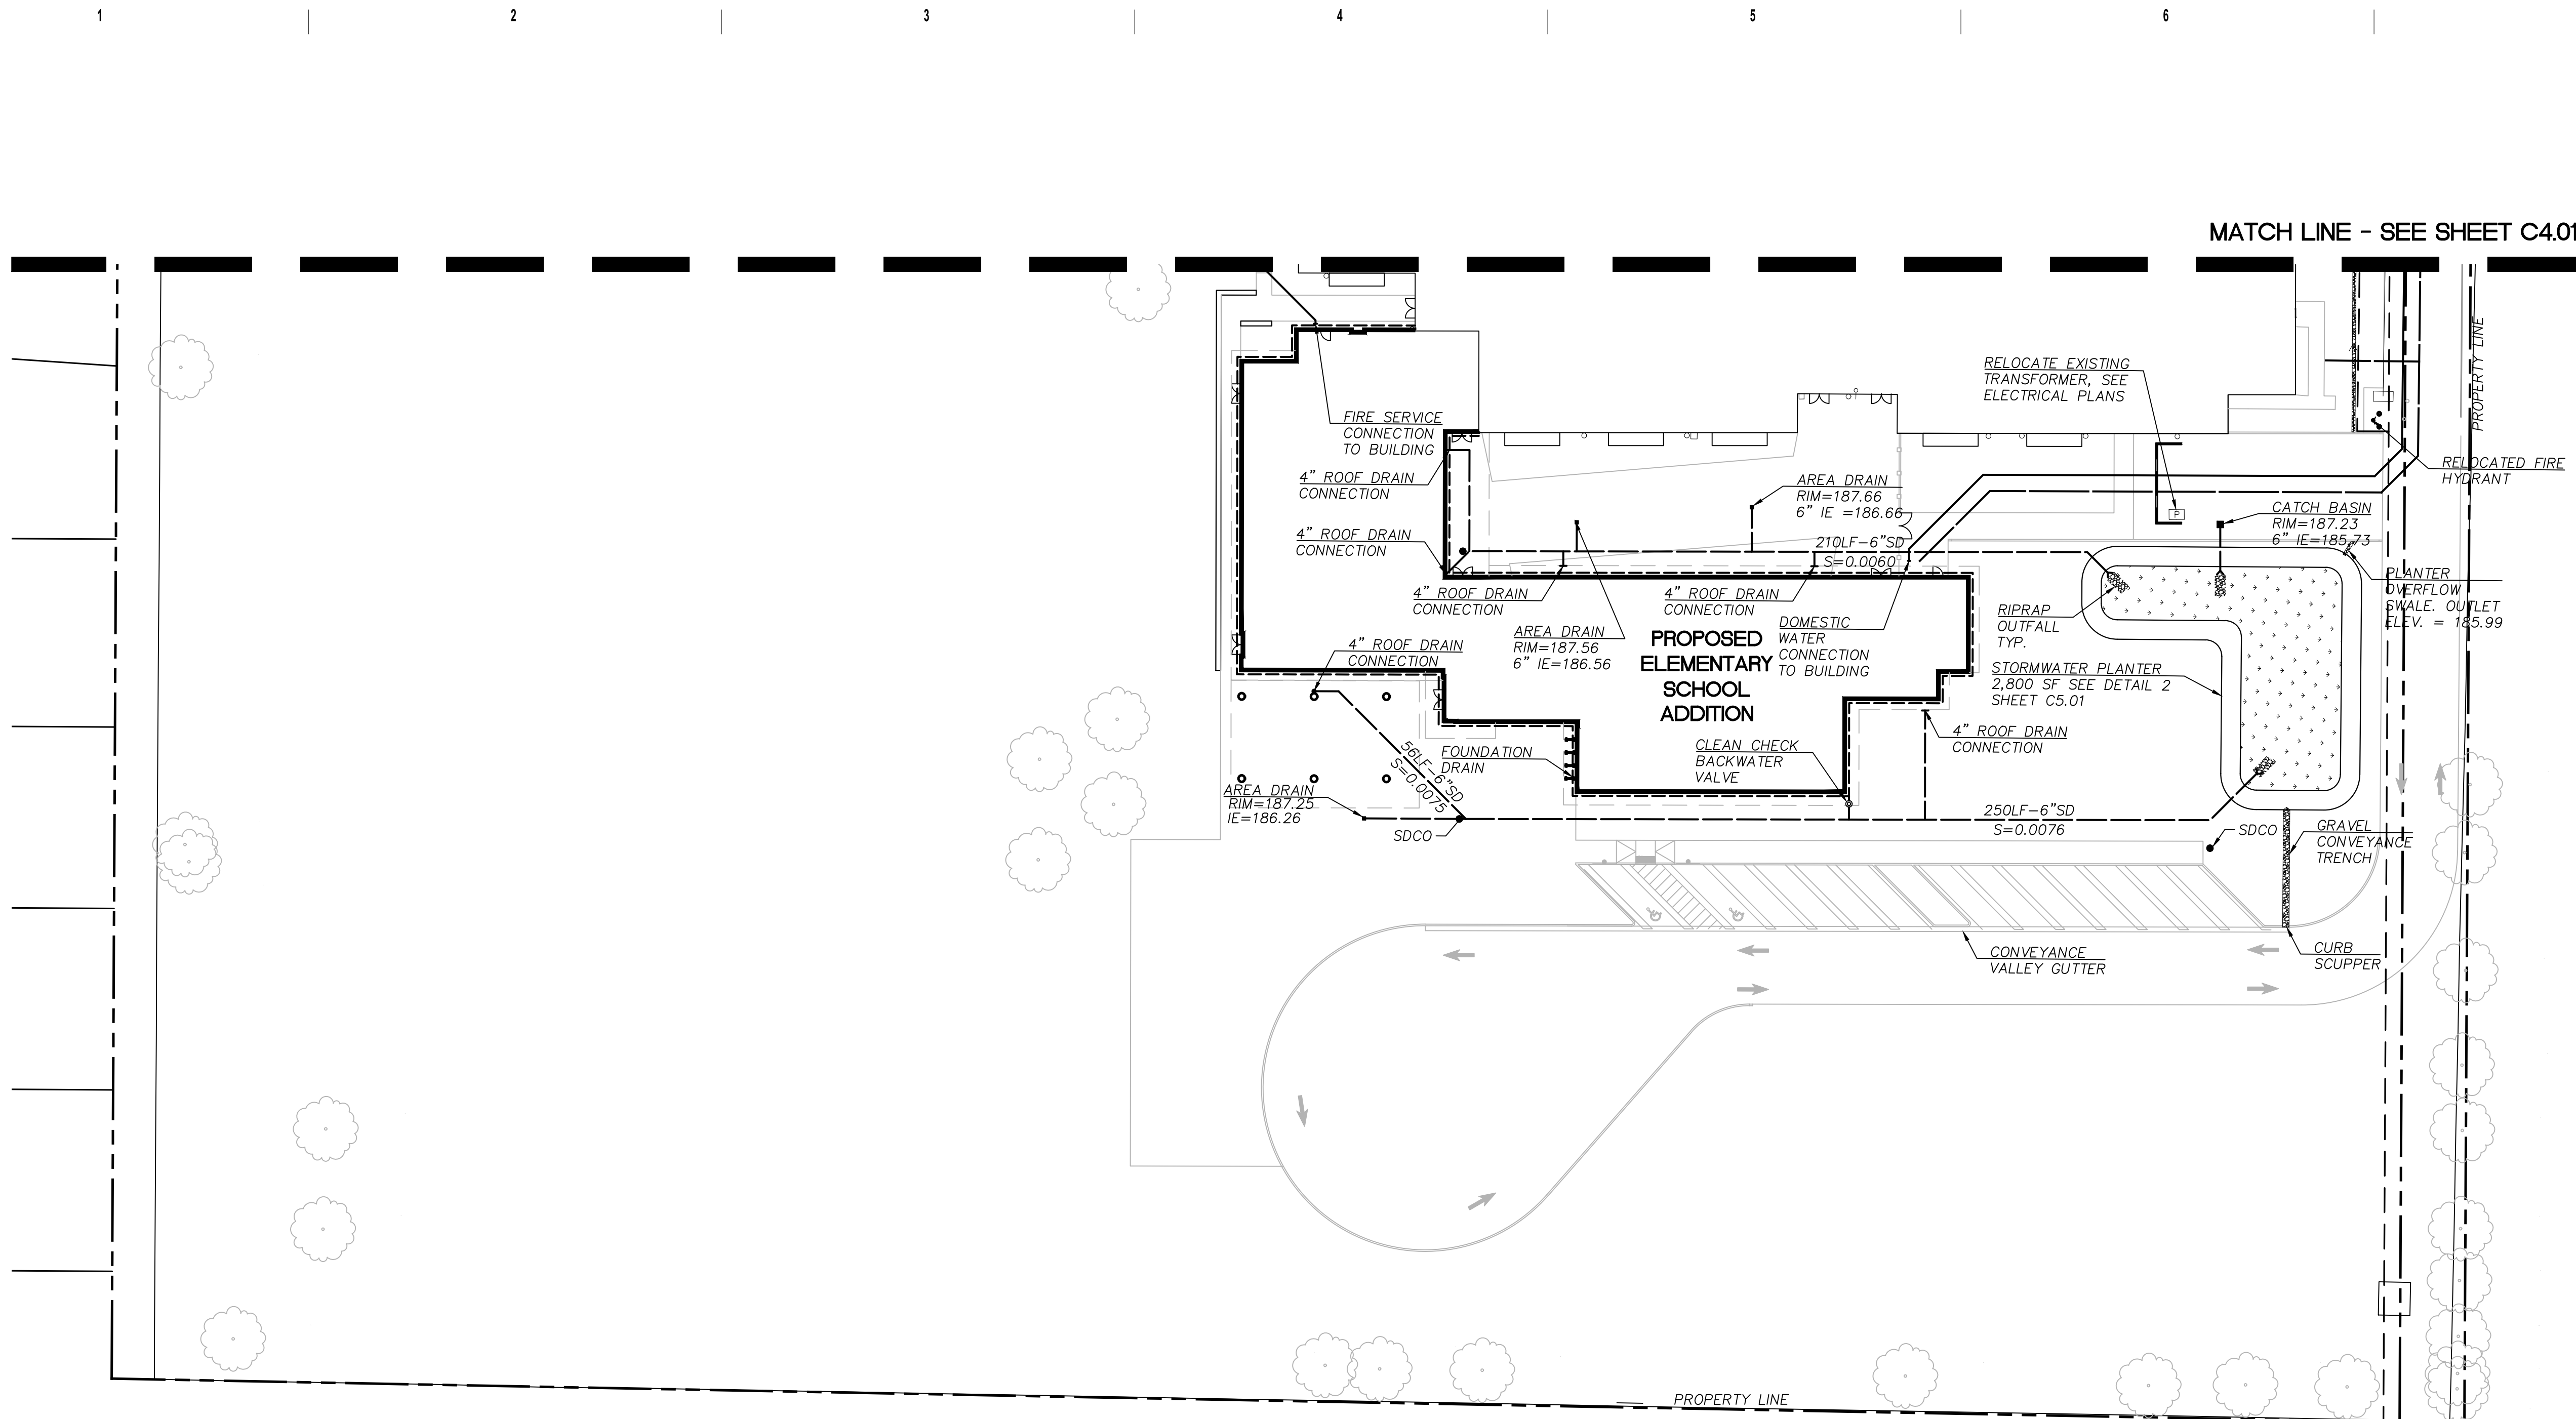 1
2
3
4
5
6
MATCH LINE - SEE SHEET C4.01
PROPERTY LINE
RELOCATE EXISTING
TRANSFORMER, SEE
ELECTRICAL PLANS
FIRE SERVICE
CONNECTION
TO BUILDING
4" ROOF DRAIN
CONNECTION
AREA DRAIN
RIM=187.66
6" IE =186.66
RELOCATED FIRE
HYDRANT
P
CATCH BASIN
RIM=187.23
6" IE=185.73
4" ROOF DRAIN
CONNECTION
210LF-6"SD
S=0.0060
4" ROOF DRAIN
CONNECTION
4" ROOF DRAIN
CONNECTION
PLANTER
OVERFLOW
SWALE. OUTLET
ELEV. = 185.99
RIPRAP
OUTFALL
TYP.
AREA DRAIN
RIM=187.56
6" IE=186.56
PROPOSED
ELEMENTARY
SCHOOL
ADDITION
DOMESTIC
WATER
CONNECTION
TO BUILDING
4" ROOF DRAIN
CONNECTION
STORMWATER PLANTER
2,800 SF SEE DETAIL 2
SHEET C5.01
4" ROOF DRAIN
CONNECTION
56LF-6"SD
S=0.0075
FOUNDATION
DRAIN
CLEAN CHECK
BACKWATER
VALVE
AREA DRAIN
RIM=187.25
IE=186.26
SDCO
250LF-6"SD
S=0.0076
SDCO
GRAVEL
CONVEYANCE
TRENCH
CONVEYANCE
VALLEY GUTTER
CURB
SCUPPER
PROPERTY LINE